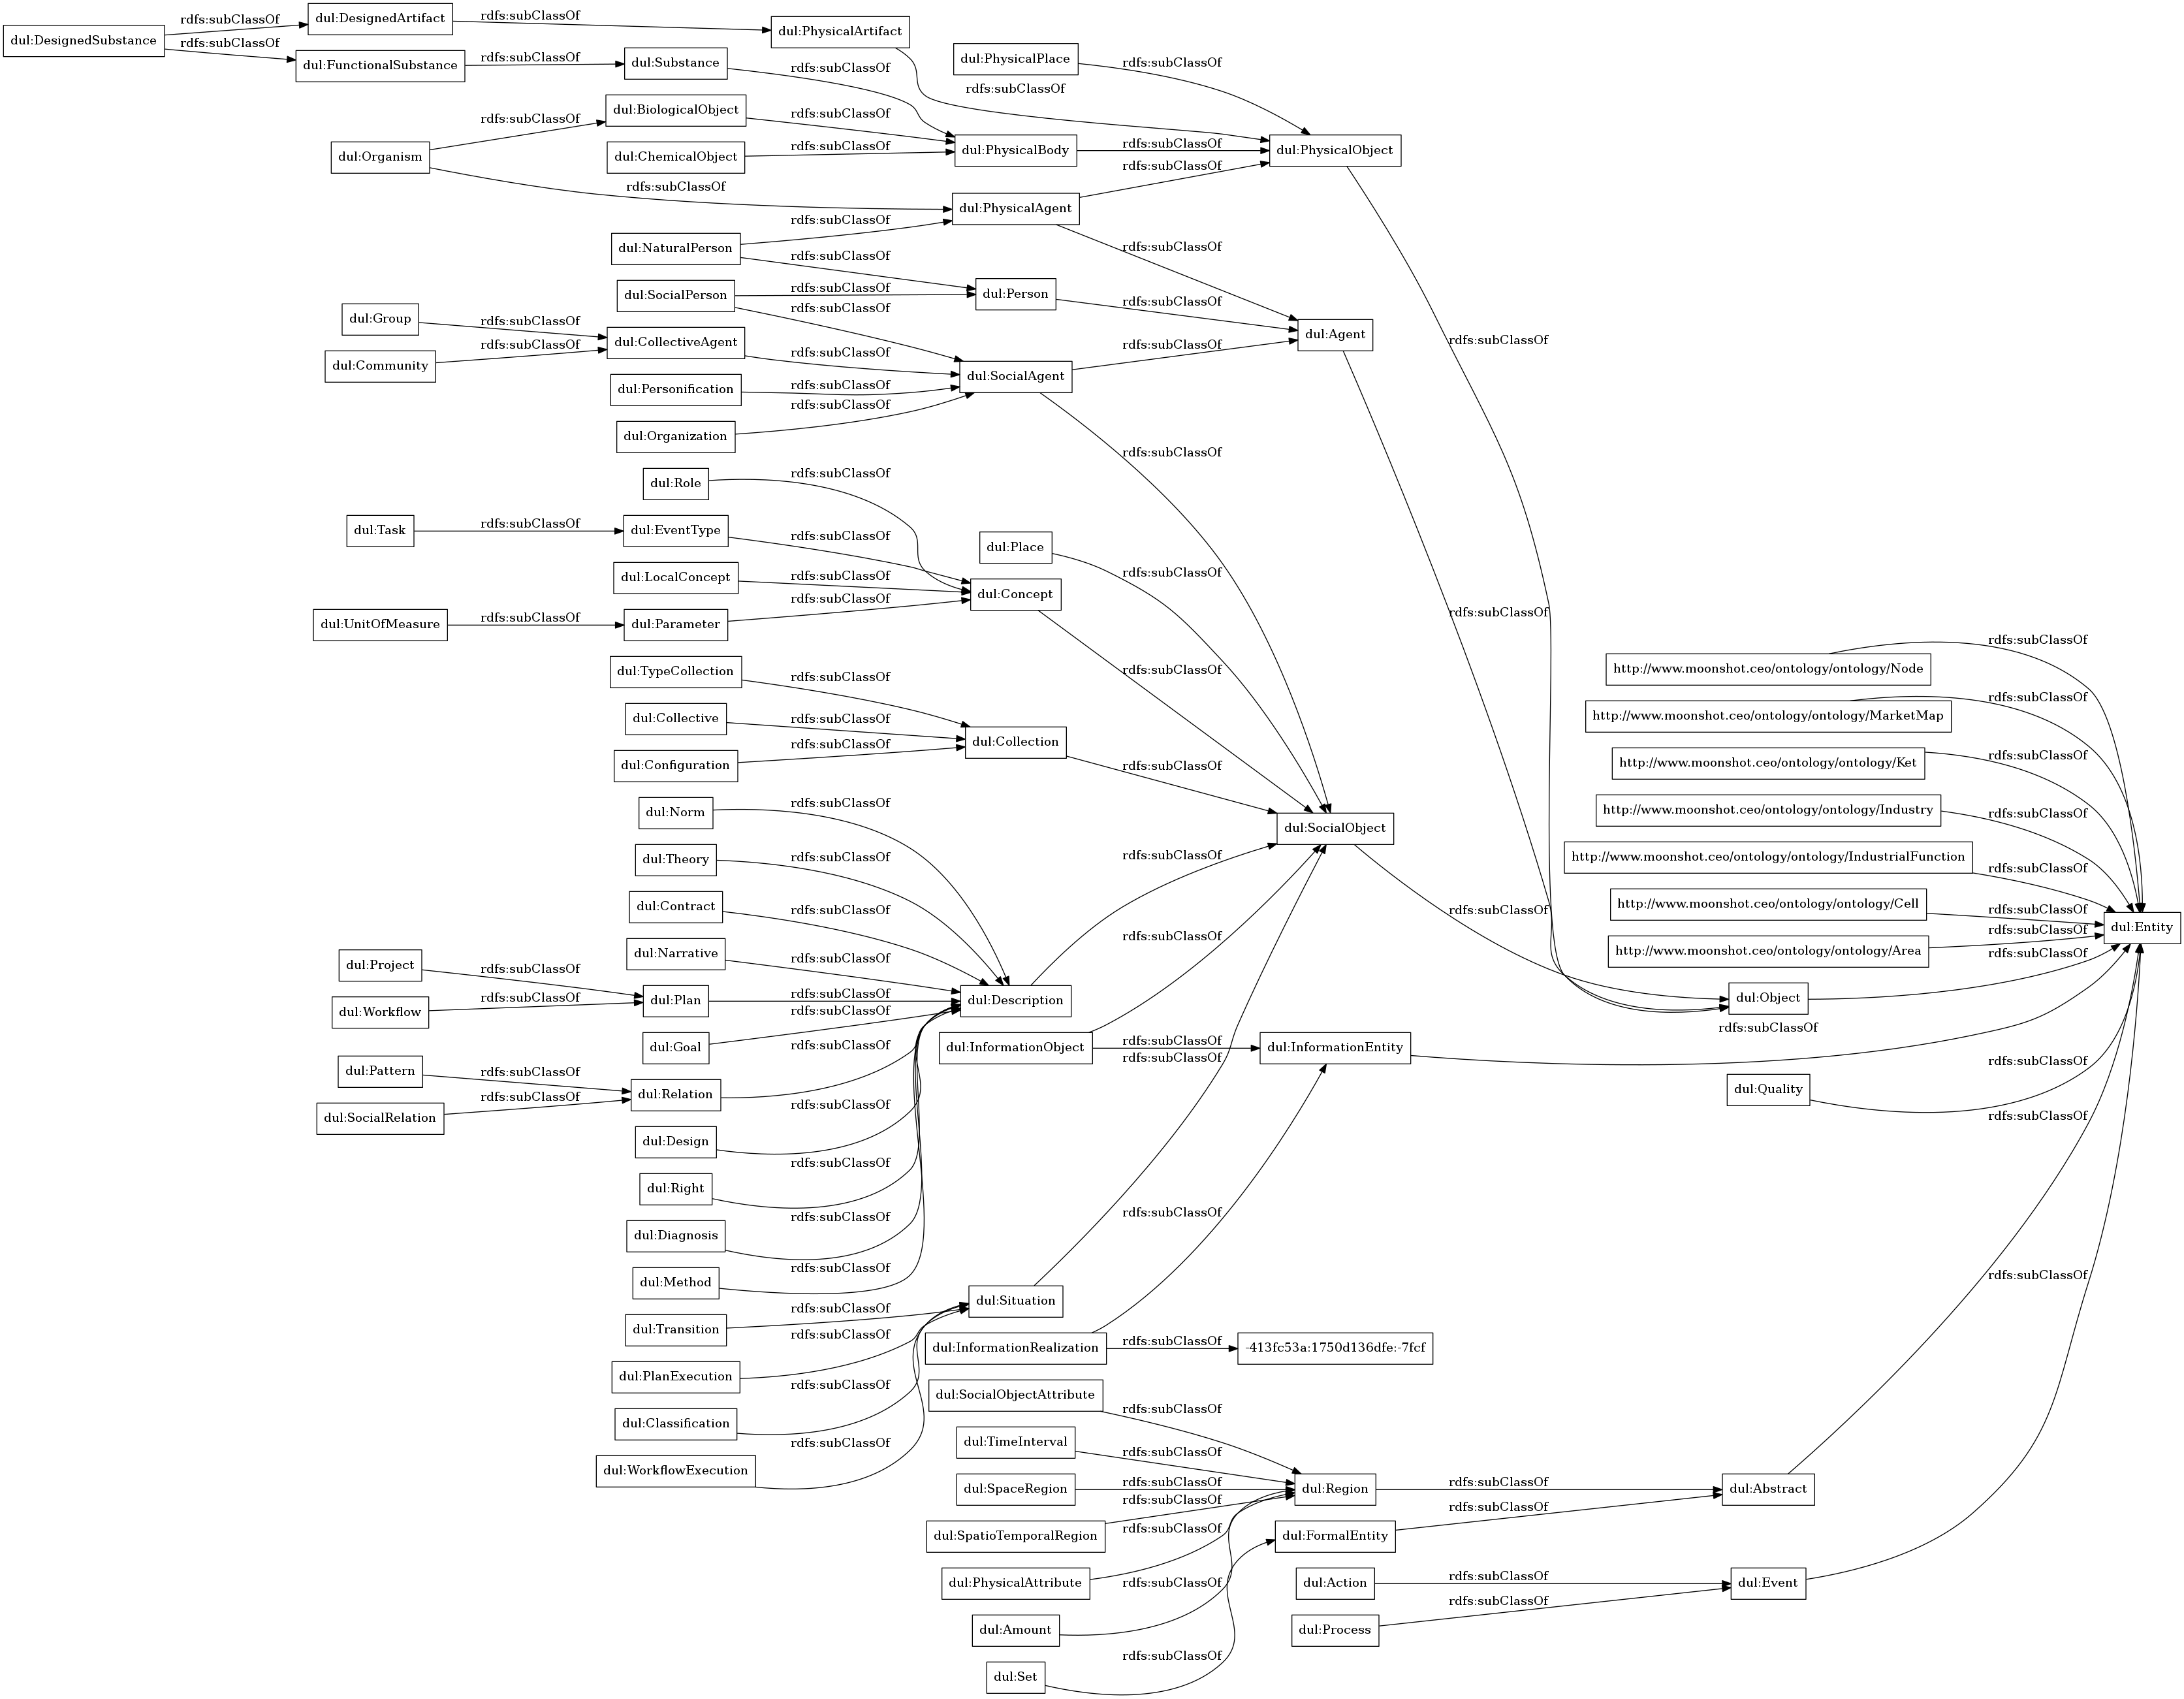 dul:DesignedSubstance
rdfs:subClassOf
rdfs:subClassOf
dul:DesignedArtifact
rdfs:subClassOf
dul:PhysicalArtifact
dul:FunctionalSubstance
rdfs:subClassOf
dul:Substance
rdfs:subClassOf
rdfs:subClassOf
dul:PhysicalPlace
rdfs:subClassOf
dul:Organism
rdfs:subClassOf
rdfs:subClassOf
dul:BiologicalObject
rdfs:subClassOf
dul:ChemicalObject
rdfs:subClassOf
dul:PhysicalBody
rdfs:subClassOf
dul:PhysicalObject
dul:PhysicalAgent
rdfs:subClassOf
rdfs:subClassOf
dul:NaturalPerson
rdfs:subClassOf
rdfs:subClassOf
dul:SocialPerson
rdfs:subClassOf
rdfs:subClassOf
dul:Person
rdfs:subClassOf
dul:Group
rdfs:subClassOf
dul:Community
rdfs:subClassOf
dul:CollectiveAgent
rdfs:subClassOf
dul:Personification
rdfs:subClassOf
dul:Organization
rdfs:subClassOf
dul:SocialAgent
rdfs:subClassOf
rdfs:subClassOf
dul:Agent
rdfs:subClassOf
rdfs:subClassOf
dul:Role
rdfs:subClassOf
dul:Task
rdfs:subClassOf
dul:EventType
rdfs:subClassOf
dul:LocalConcept
rdfs:subClassOf
dul:UnitOfMeasure
rdfs:subClassOf
dul:Parameter
rdfs:subClassOf
dul:Place
rdfs:subClassOf
dul:Concept
rdfs:subClassOf
dul:TypeCollection
rdfs:subClassOf
dul:Collective
rdfs:subClassOf
dul:Configuration
rdfs:subClassOf
dul:Collection
rdfs:subClassOf
dul:Norm
rdfs:subClassOf
dul:Theory
rdfs:subClassOf
dul:Contract
rdfs:subClassOf
dul:Narrative
rdfs:subClassOf
dul:Project
rdfs:subClassOf
dul:Workflow
rdfs:subClassOf
dul:Plan
rdfs:subClassOf
dul:Goal
rdfs:subClassOf
dul:Pattern
rdfs:subClassOf
dul:SocialRelation
rdfs:subClassOf
dul:Relation
rdfs:subClassOf
dul:Design
rdfs:subClassOf
dul:Right
rdfs:subClassOf
dul:Diagnosis
rdfs:subClassOf
dul:Method
rdfs:subClassOf
dul:Description
rdfs:subClassOf
dul:SocialObject
rdfs:subClassOf
dul:InformationObject
rdfs:subClassOf
rdfs:subClassOf
dul:InformationEntity
rdfs:subClassOf
dul:Transition
rdfs:subClassOf
dul:PlanExecution
rdfs:subClassOf
dul:Classification
rdfs:subClassOf
dul:WorkflowExecution
rdfs:subClassOf
dul:Situation
rdfs:subClassOf
dul:InformationRealization
rdfs:subClassOf
rdfs:subClassOf
-413fc53a:1750d136dfe:-7fcf
http://www.moonshot.ceo/ontology/ontology/Node
rdfs:subClassOf
http://www.moonshot.ceo/ontology/ontology/MarketMap
rdfs:subClassOf
http://www.moonshot.ceo/ontology/ontology/Ket
rdfs:subClassOf
http://www.moonshot.ceo/ontology/ontology/Industry
rdfs:subClassOf
http://www.moonshot.ceo/ontology/ontology/IndustrialFunction
rdfs:subClassOf
http://www.moonshot.ceo/ontology/ontology/Cell
rdfs:subClassOf
http://www.moonshot.ceo/ontology/ontology/Area
rdfs:subClassOf
dul:Entity
dul:Object
rdfs:subClassOf
dul:Quality
rdfs:subClassOf
dul:SocialObjectAttribute
rdfs:subClassOf
dul:TimeInterval
rdfs:subClassOf
dul:SpaceRegion
rdfs:subClassOf
dul:SpatioTemporalRegion
rdfs:subClassOf
dul:PhysicalAttribute
rdfs:subClassOf
dul:Amount
rdfs:subClassOf
dul:Set
rdfs:subClassOf
dul:Region
rdfs:subClassOf
dul:FormalEntity
rdfs:subClassOf
dul:Abstract
rdfs:subClassOf
dul:Action
rdfs:subClassOf
dul:Process
rdfs:subClassOf
dul:Event
rdfs:subClassOf